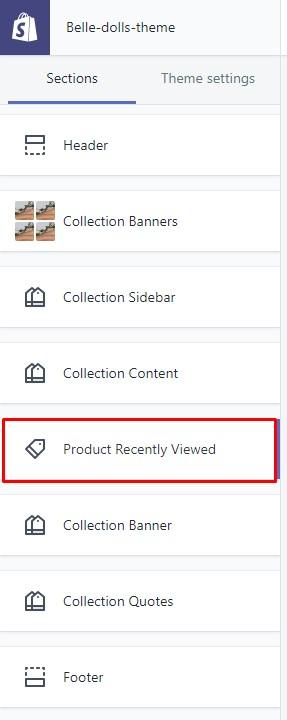 Belle-dolls-theme
Sections Theme settings
Header
Collection Banners
Collection Sidebar
Collection Content
Product Recently Viewed
Collection Banner
Collection Quotes
Footer